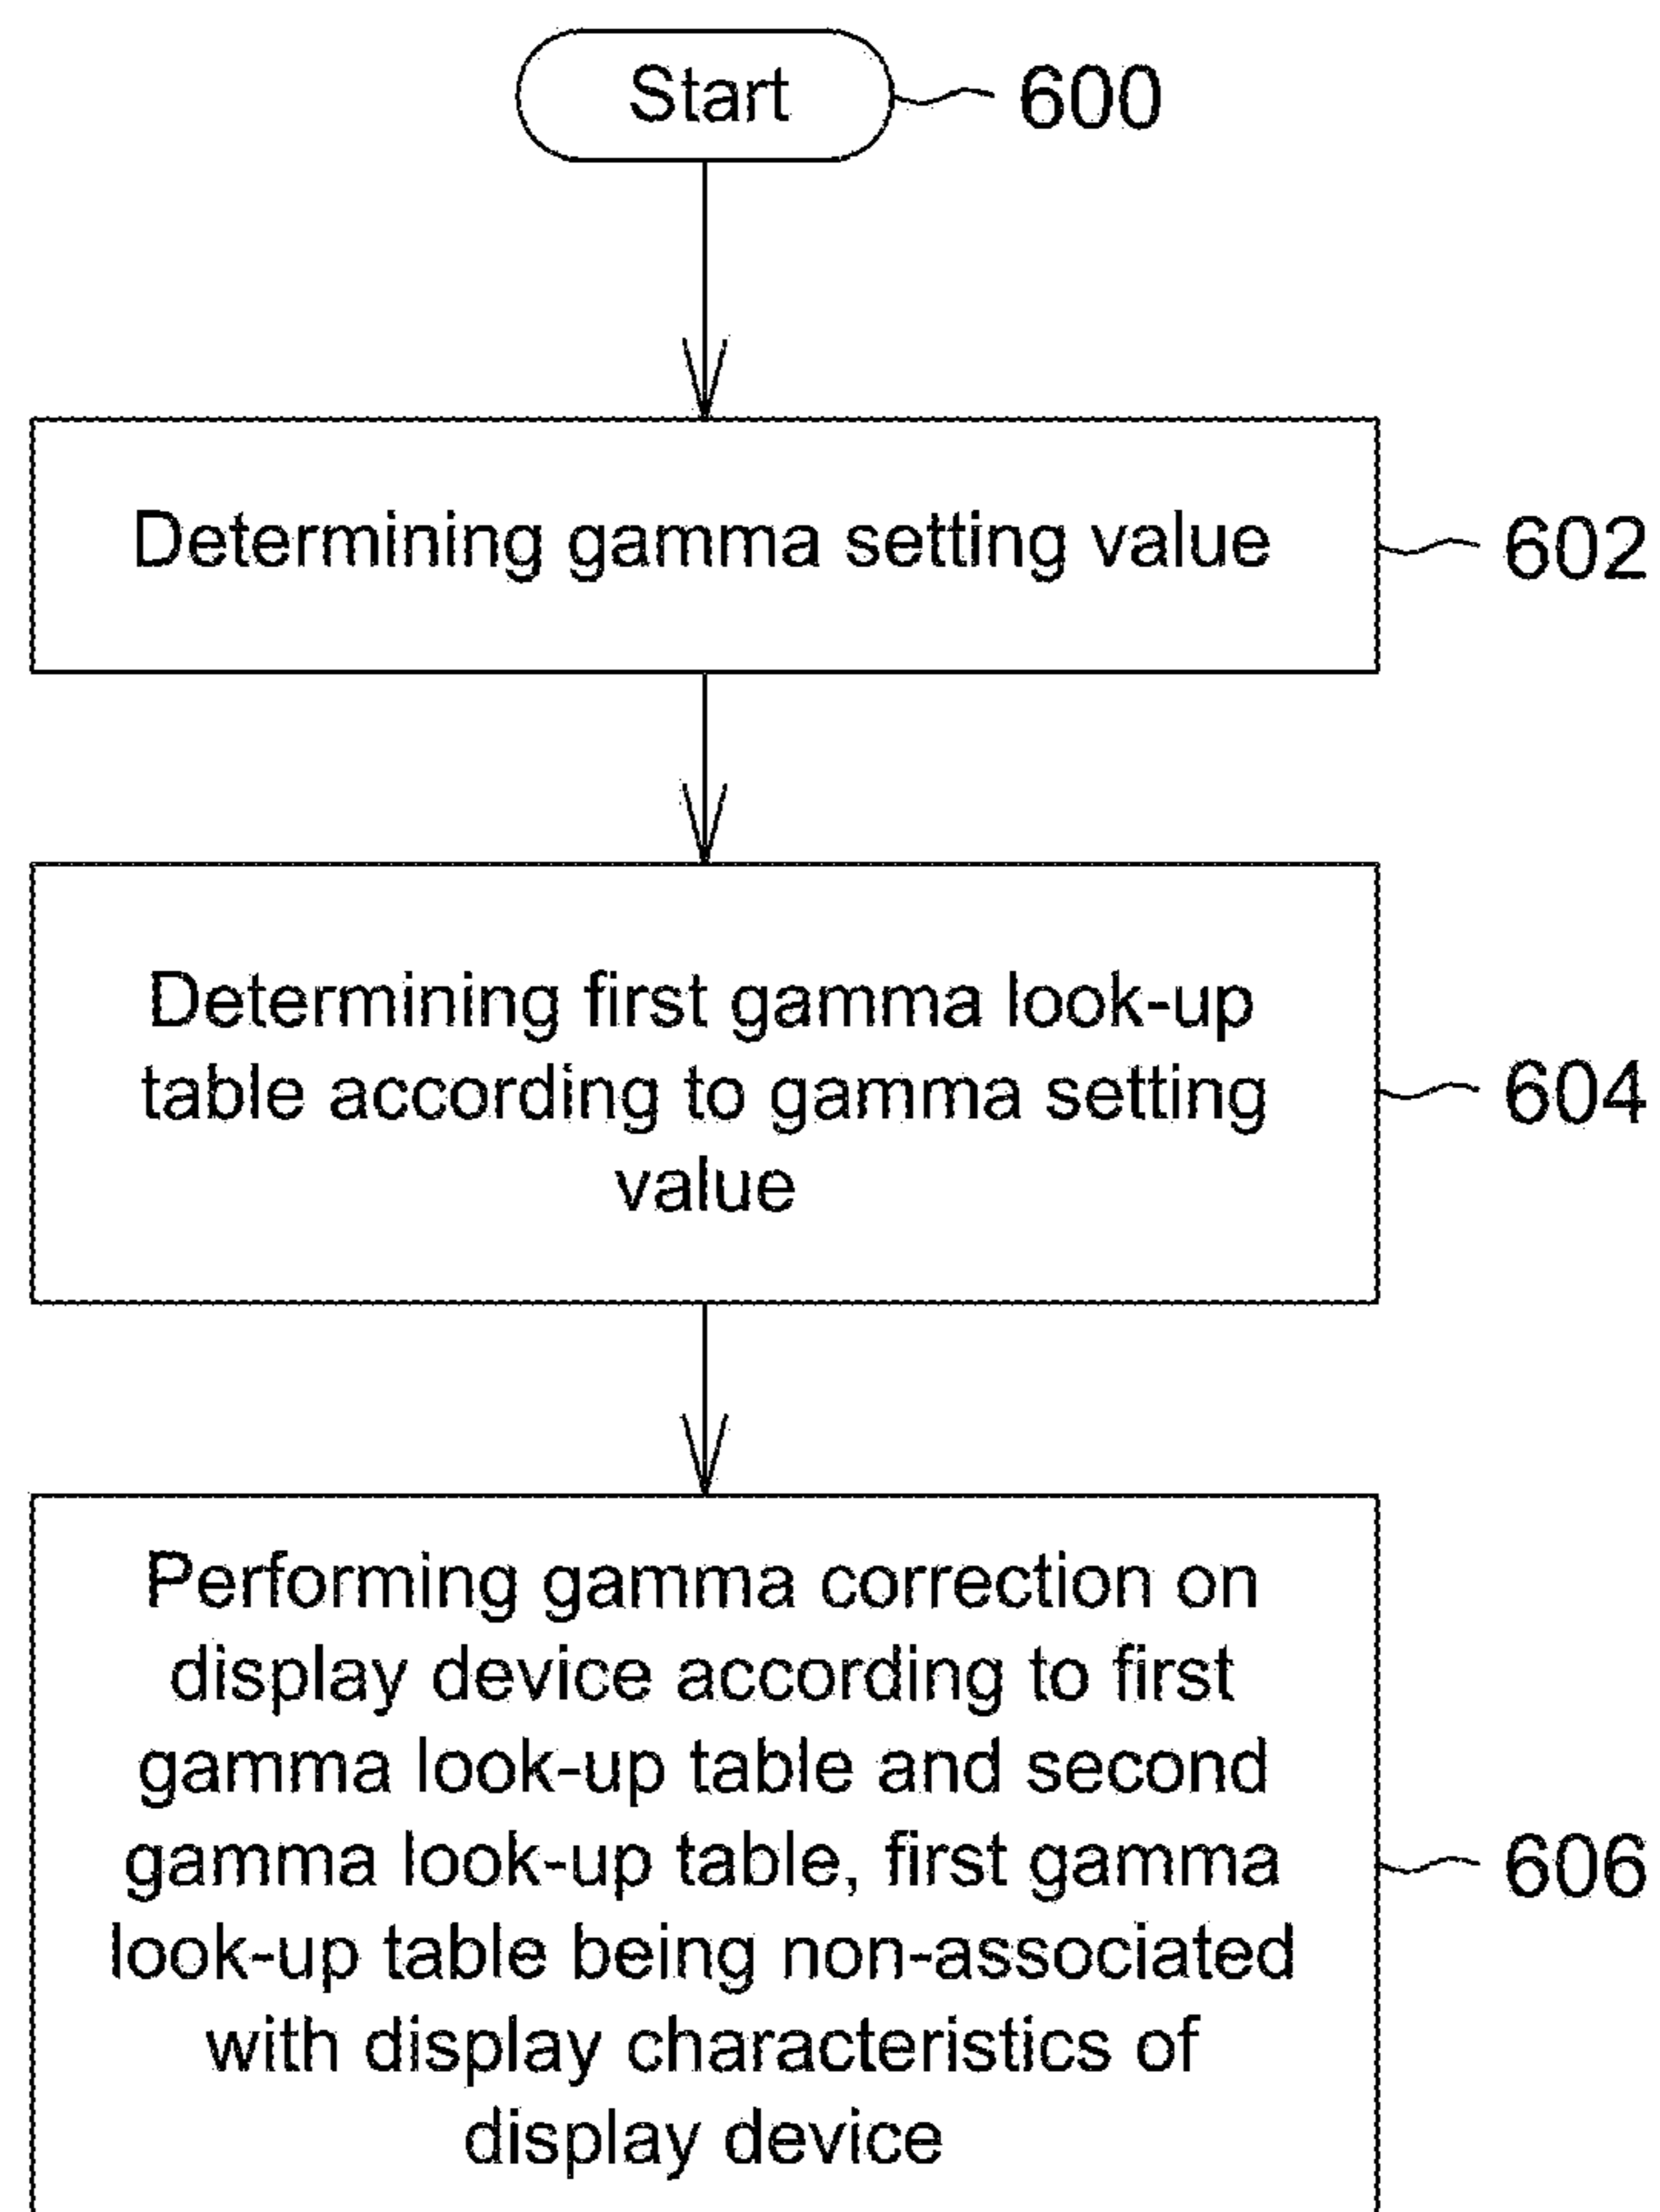 Start
600
Determining gamma setting value
602
Determining first gamma look-up
table according to gamma setting
value
604
Performing gamma correction on
display device according to first
gamma look-up table and second
gamma look-up table, first gamma
look-up table being non-associated
with display characteristics of
display device
606